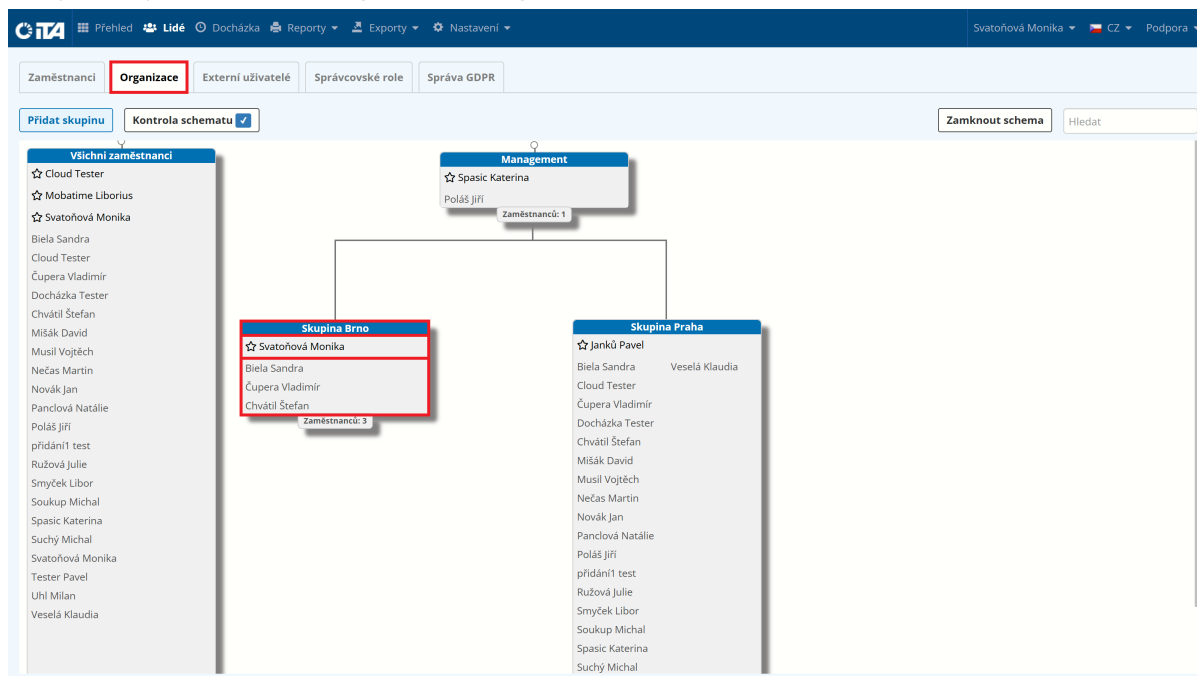 iTA Přehled Lidé Docházka Reporty Exporty Nastavení Svatoňová Monika CZ Podpora
Zaměstnanci Organizace Externí uživatelé Správcovské role Správa GDPR
Přidat skupinu Kontrola schematu Zamknout schema Hledat
Všichni zaměstnanci
Cloud Tester
Mobatime Liborius
Svatoňová Monika
Biela Sandra
Cloud Tester
Čupera Vladimír
Docházka Tester
Chvátil Štefan
Mišák David
Musil Vojtěch
Nečas Martin
Novák Jan
Panclová Natálie
Poláš Jiří
přidání1 test
Ružová Julie
Smyček Libor
Soukup Michal
Spasic Katerina
Suchý Michal
Svatoňová Monika
Tester Pavel
Uhl Milan
Veselá Klaudia
Management
Spasic Katerina
Poláš Jiří
Zaměstnanců: 1
Skupina Brno
Svatoňová Monika
Biela Sandra
Čupera Vladimír
Chvátil Štefan
Zaměstnanců: 3
Skupina Praha
Janků Pavel
Biela Sandra Veselá Klaudia
Cloud Tester
Čupera Vladimír
Docházka Tester
Chvátil Štefan
Mišák David
Musil Vojtěch
Nečas Martin
Novák Jan
Panclová Natálie
Poláš Jiří
přidání1 test
Ružová Julie
Smyček Libor
Soukup Michal
Spasic Katerina
Suchý Michal